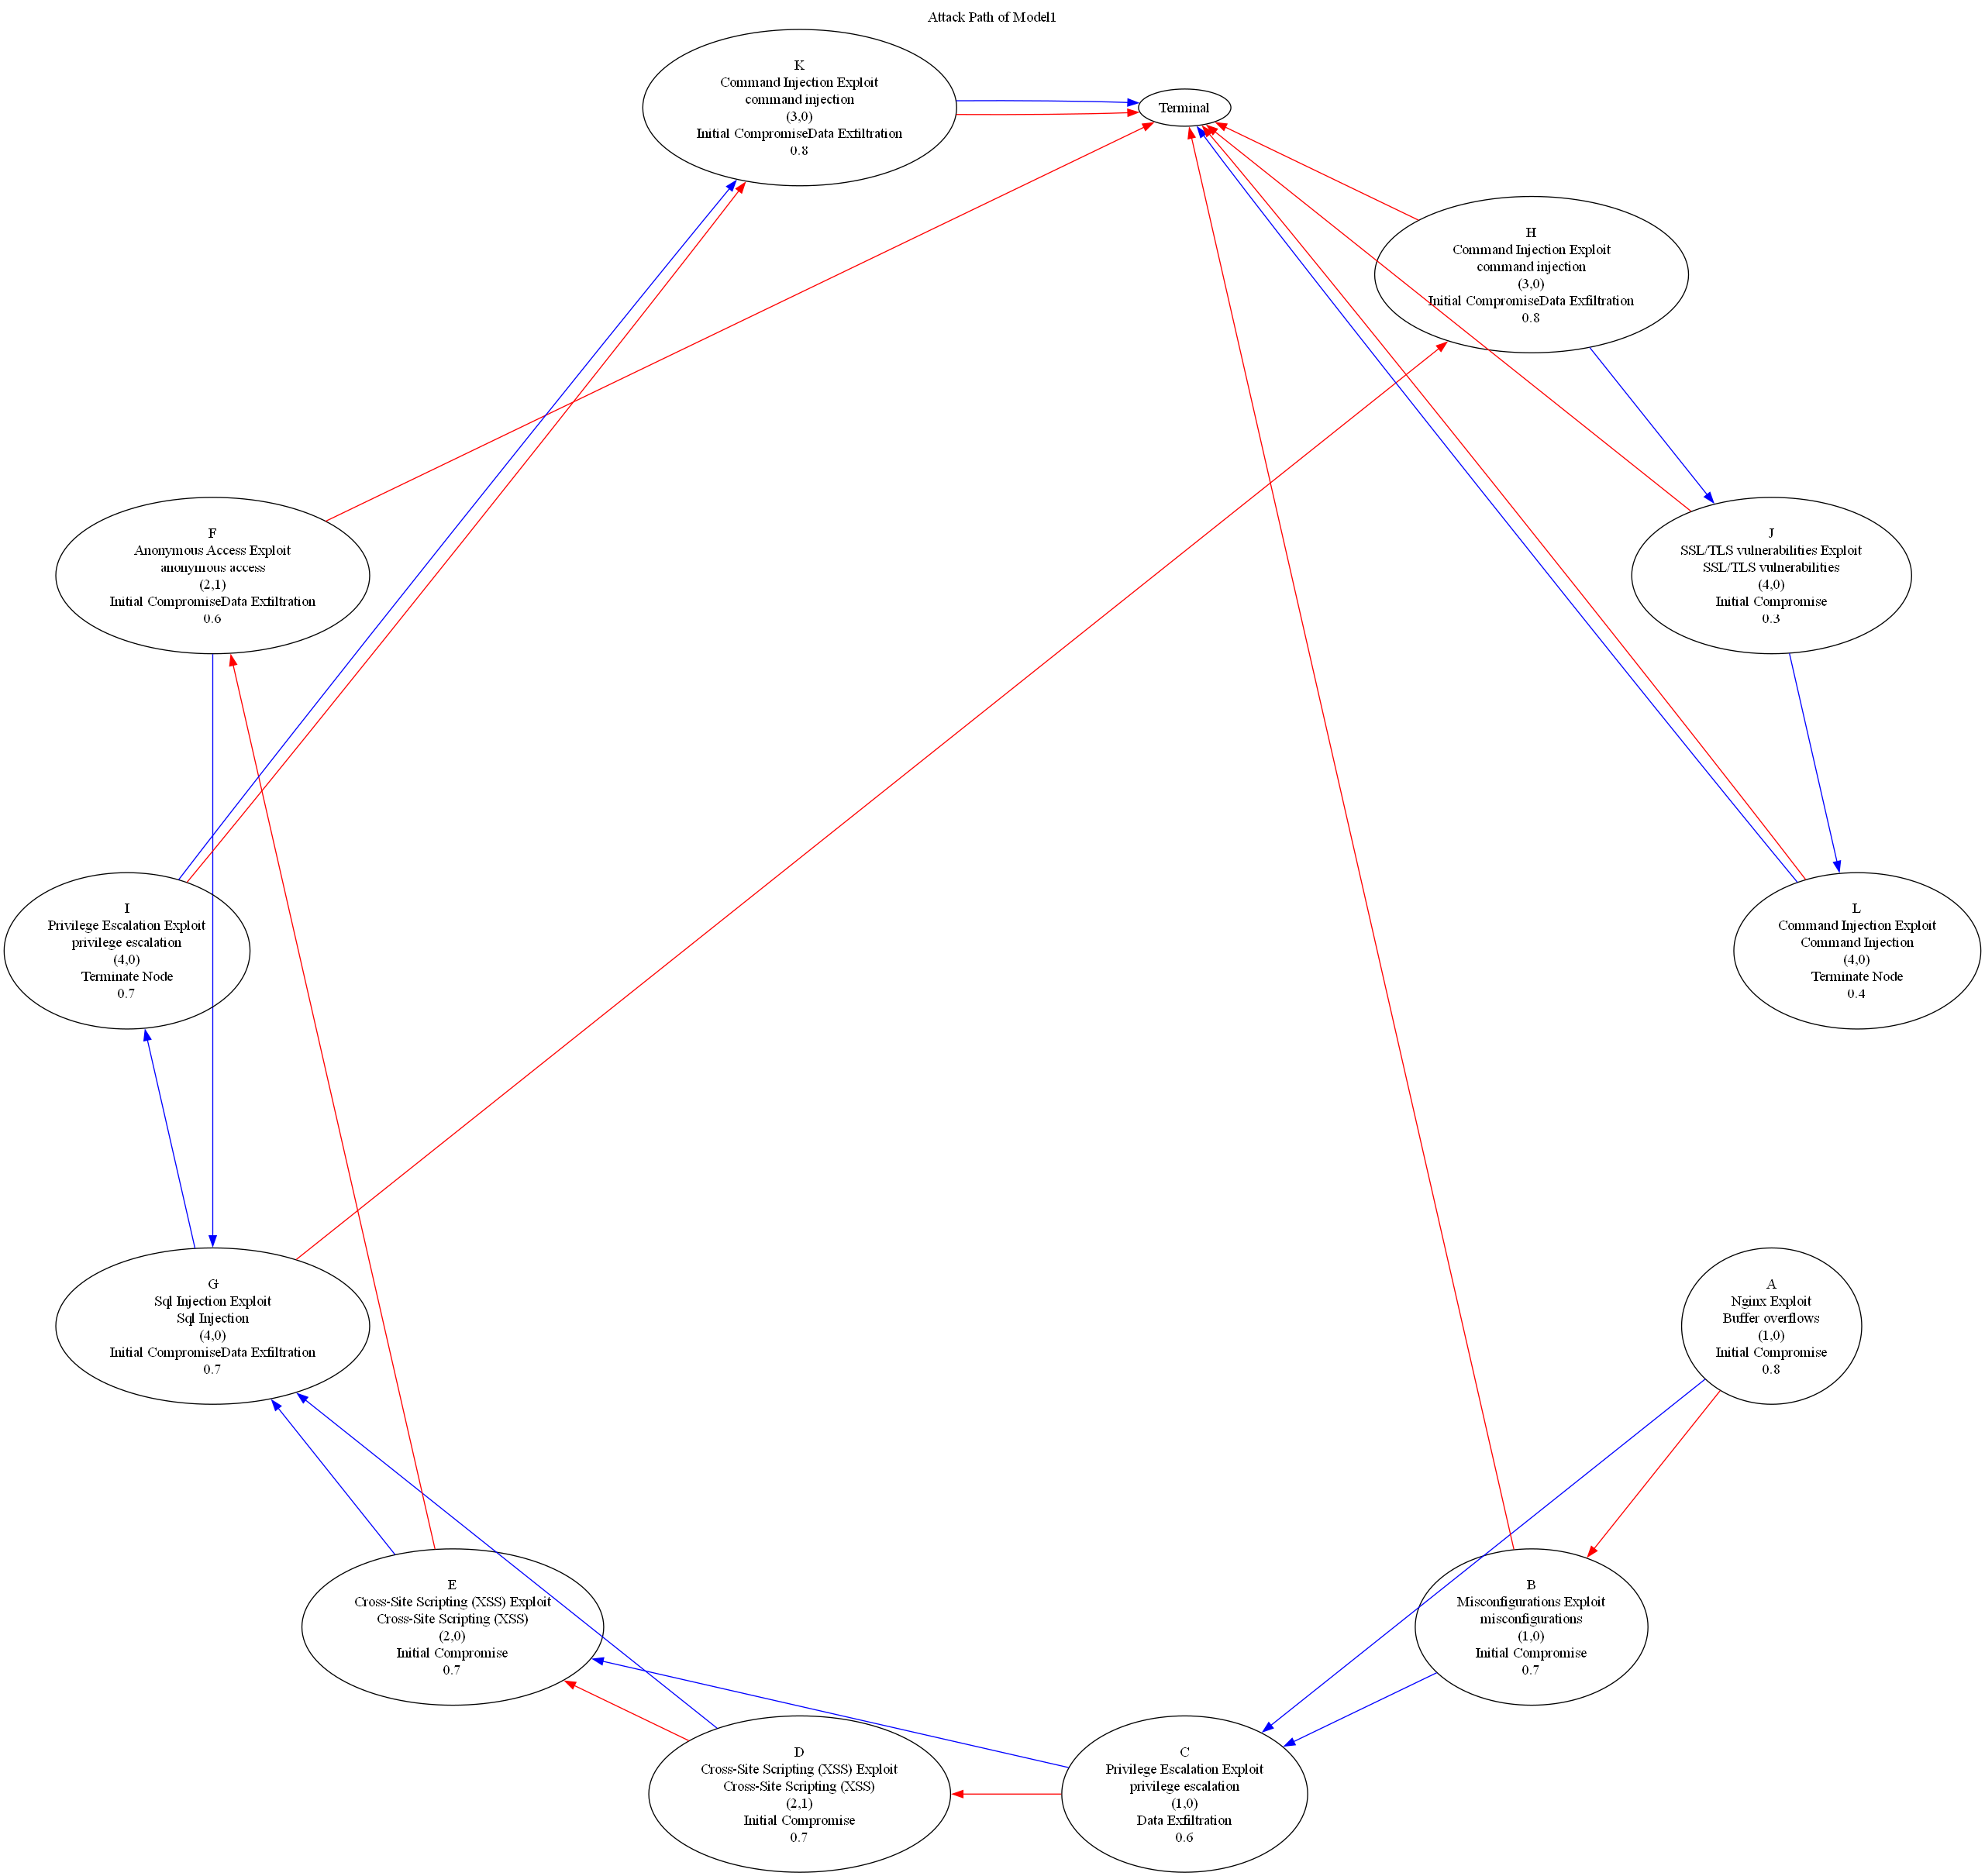 Attack Path of Model1
K
Command Injection Exploit
command injection
(3,0)
Initial CompromiseData Exfiltration
0.8
Terminal
H
Command Injection Exploit
command injection
(3,0)
Initial CompromiseData Exfiltration
0.8
F
Anonymous Access Exploit
anonymous access
(2,1)
Initial CompromiseData Exfiltration
0.6
J
SSL/TLS vulnerabilities Exploit
SSL/TLS vulnerabilities
(4,0)
Initial Compromise
0.3
I
Privilege Escalation Exploit
privilege escalation
(4,0)
Terminate Node
0.7
L
Command Injection Exploit
Command Injection
(4,0)
Terminate Node
0.4
G
Sql Injection Exploit
Sql Injection
(4,0)
Initial CompromiseData Exfiltration
0.7
A
Nginx Exploit
Buffer overflows
(1,0)
Initial Compromise
0.8
E
Cross-Site Scripting (XSS) Exploit
Cross-Site Scripting (XSS)
(2,0)
Initial Compromise
0.7
B
Misconfigurations Exploit
misconfigurations
(1,0)
Initial Compromise
0.7
D
Cross-Site Scripting (XSS) Exploit
Cross-Site Scripting (XSS)
(2,1)
Initial Compromise
0.7
C
Privilege Escalation Exploit
privilege escalation
(1,0)
Data Exfiltration
0.6